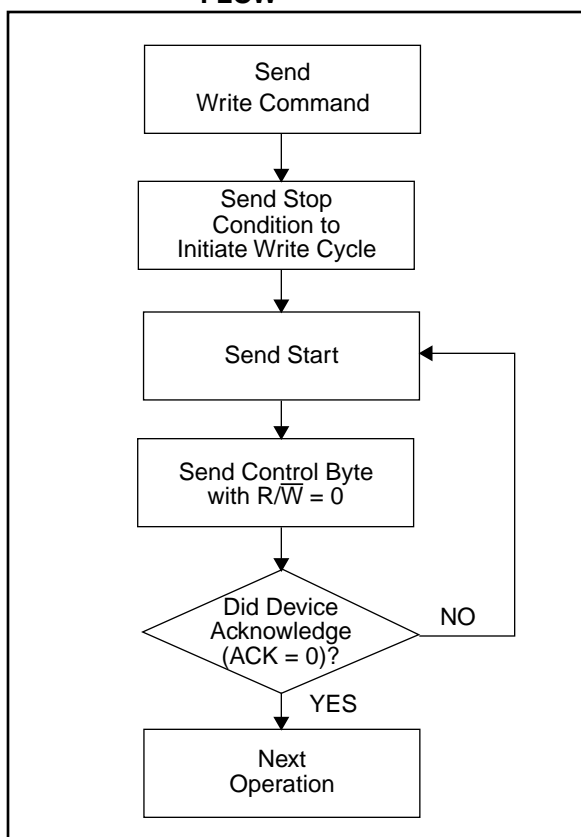 FLOW
Send
Write Command
Send Stop
Condition to
Initiate Write Cycle
Send Start
Send Control Byte
with R/W̅ = 0
Did Device
Acknowledge
(ACK = 0)?
NO
YES
Next
Operation